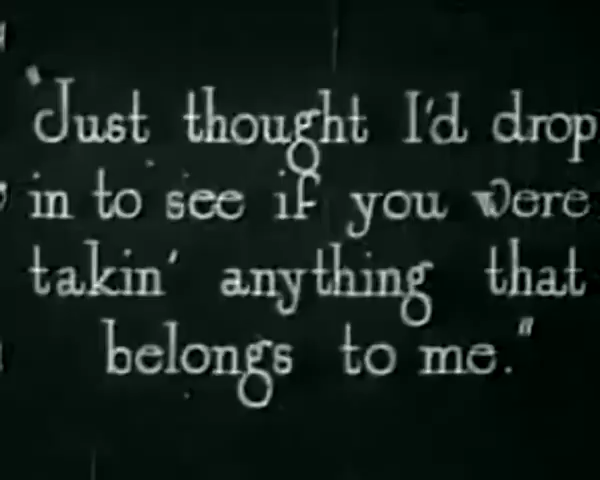 "Just thought I'd drop
in to see if you were
takin' anything that
belongs to me."